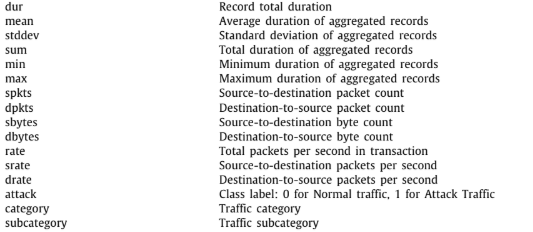 dur Record total duration
mean Average duration of aggregated records
stddev Standard deviation of aggregated records
sum Total duration of aggregated records
min Minimum duration of aggregated records
max Maximum duration of aggregated records
spkts Source-to-destination packet count
dpkts Destination-to-source packet count
sbytes Source-to-destination byte count
dbytes Destination-to-source byte count
rate Total packets per second in transaction
srate Source-to-destination packets per second
drate Destination-to-source packets per second
attack Class label: 0 for Normal traffic, 1 for Attack Traffic
category Traffic category
subcategory Traffic subcategory